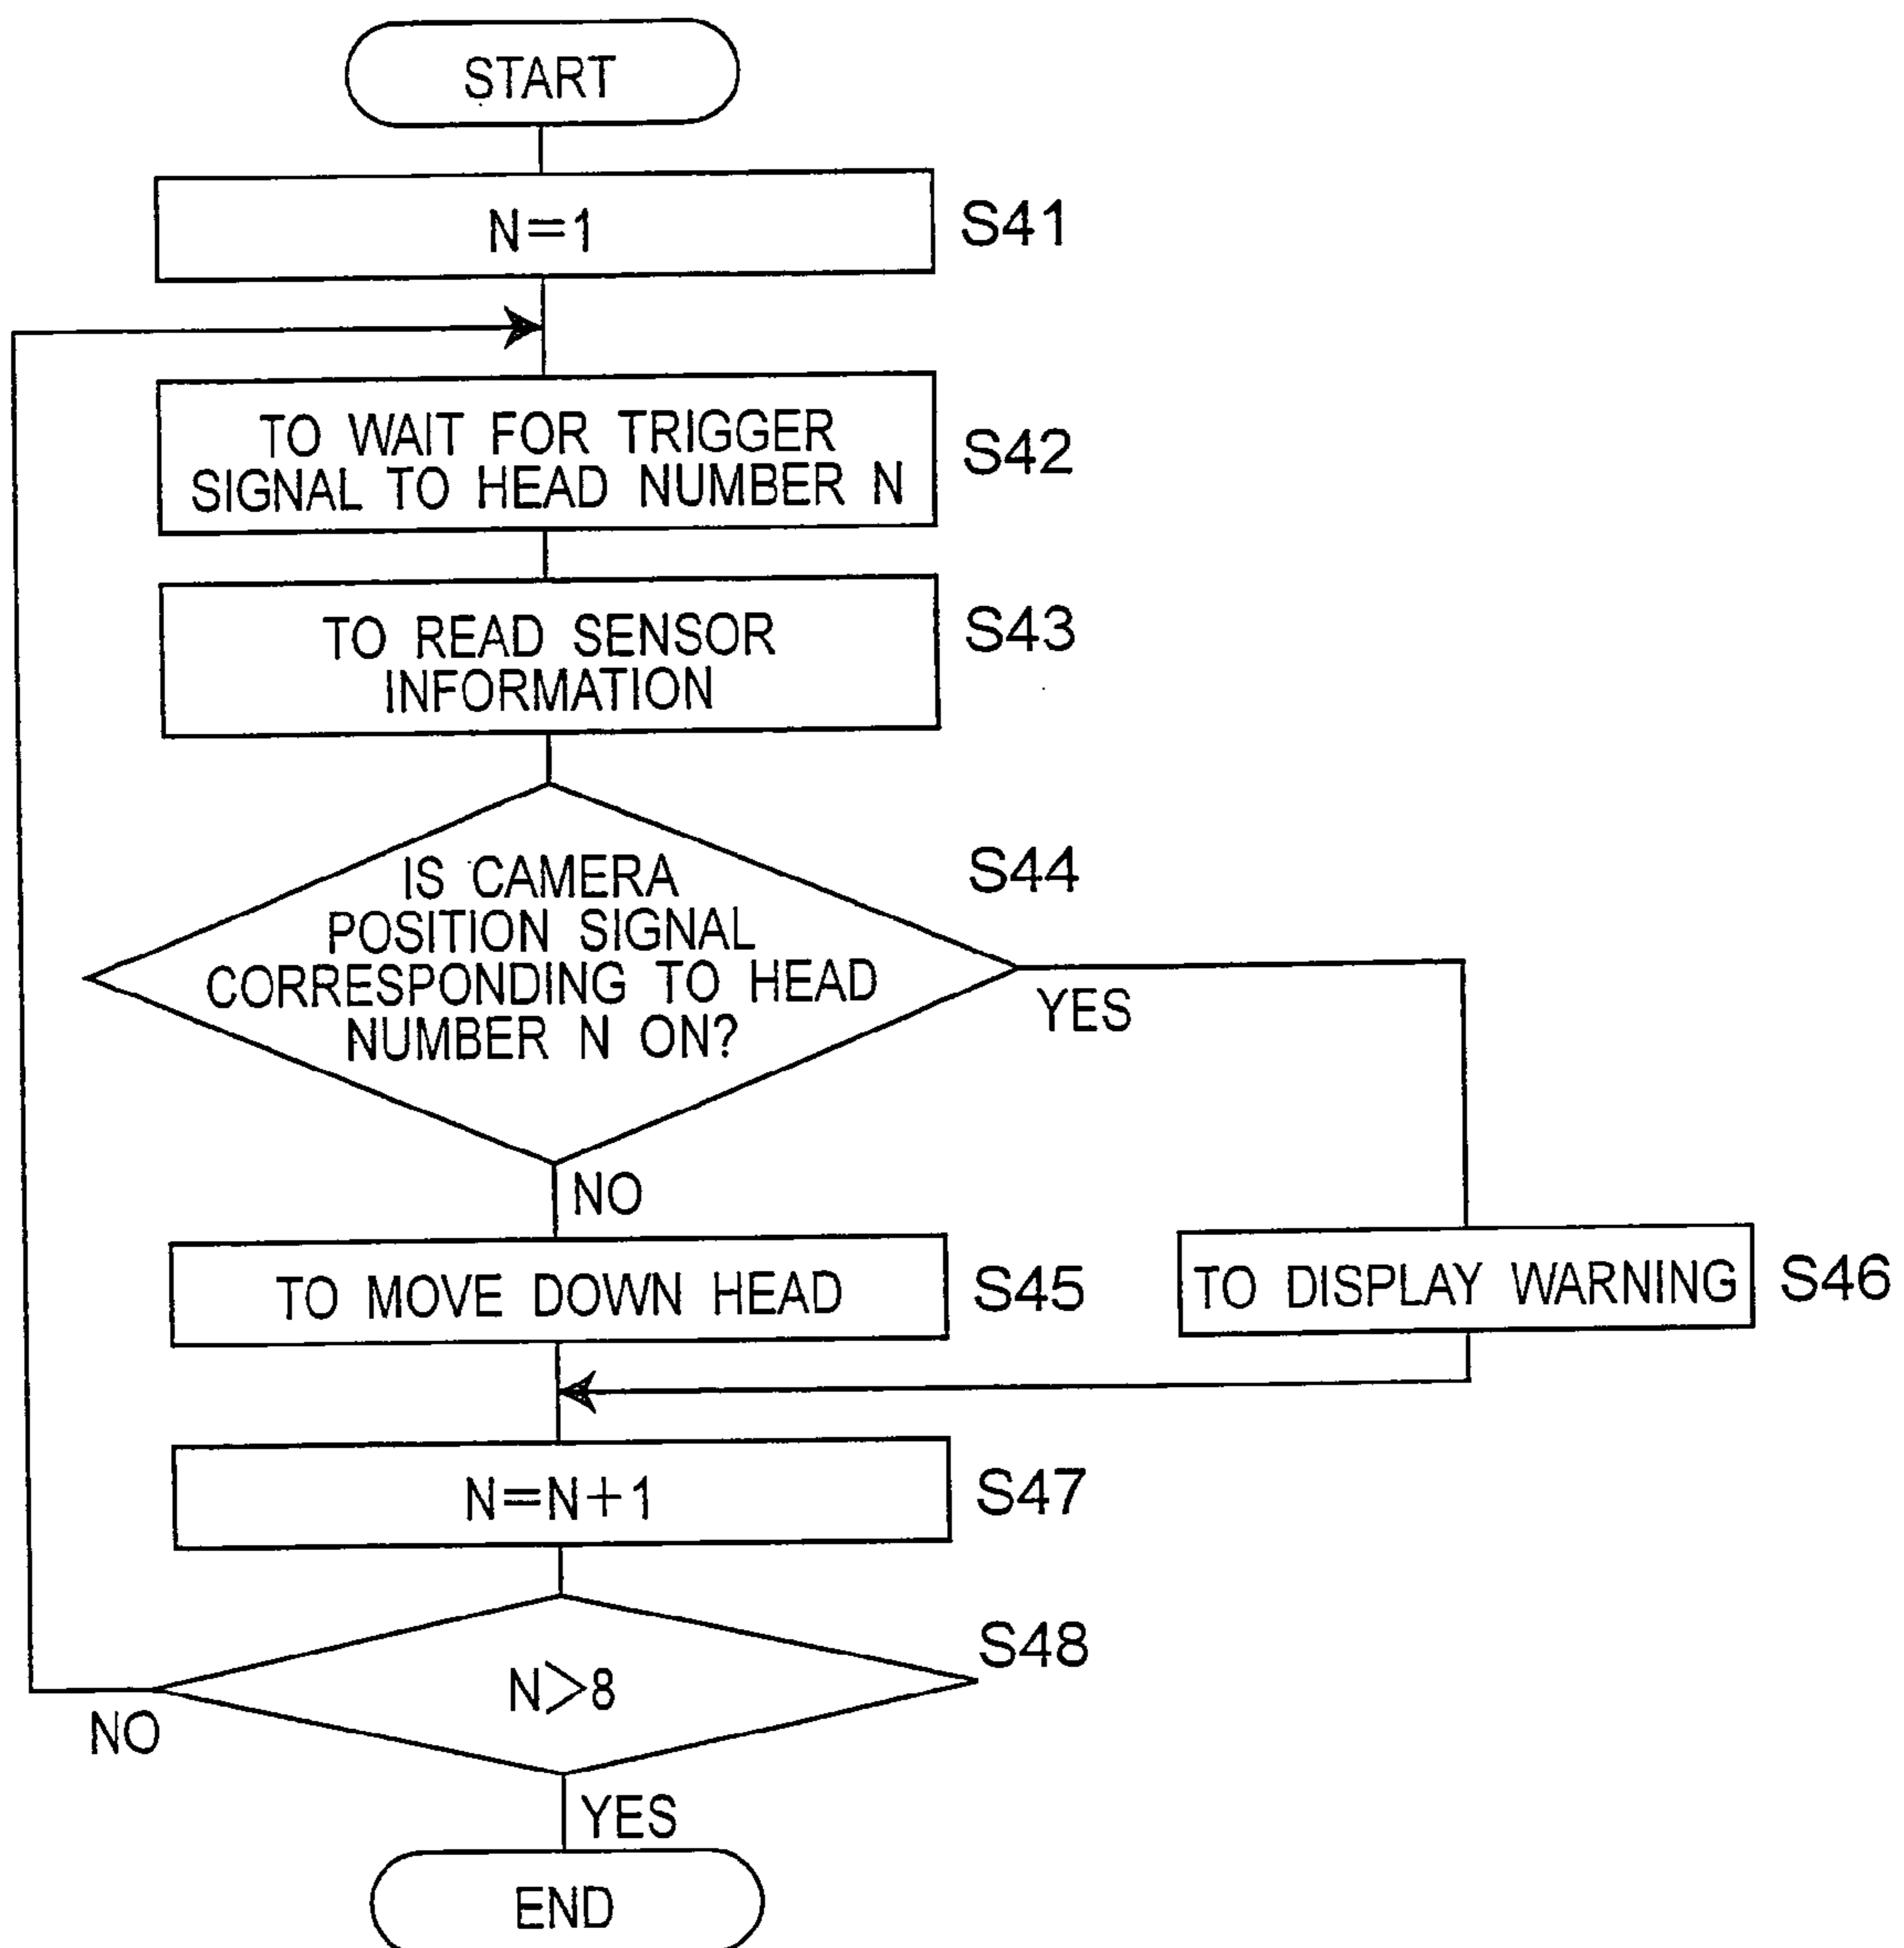 START
N=1
S41
TO WAIT FOR TRIGGER
SIGNAL TO HEAD NUMBER N
S42
TO READ SENSOR
INFORMATION
S43
IS CAMERA
POSITION SIGNAL
CORRESPONDING TO HEAD
NUMBER N ON?
S44
YES
NO
TO MOVE DOWN HEAD
S45
TO DISPLAY WARNING
S46
N=N+1
S47
N>8
S48
NO
YES
END